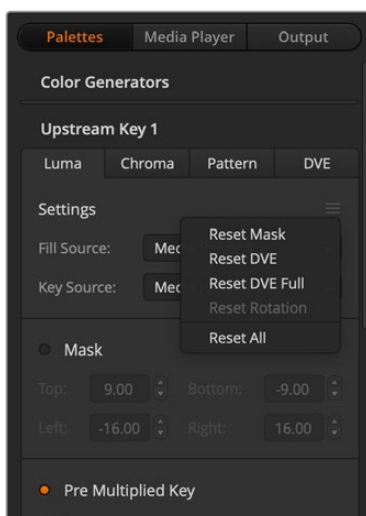 Palettes Media Player Output
Color Generators
Upstream Key 1
Luma Chroma Pattern DVE
Settings
Reset Mask
Fill Source:
Reset DVE
Reset DVE Full
Key Source:
Reset Rotation
Reset All
Mask
Top: 9.00 Bottom: -9.00
Left: -16.00 Right: 16.00
Pre Multiplied Key